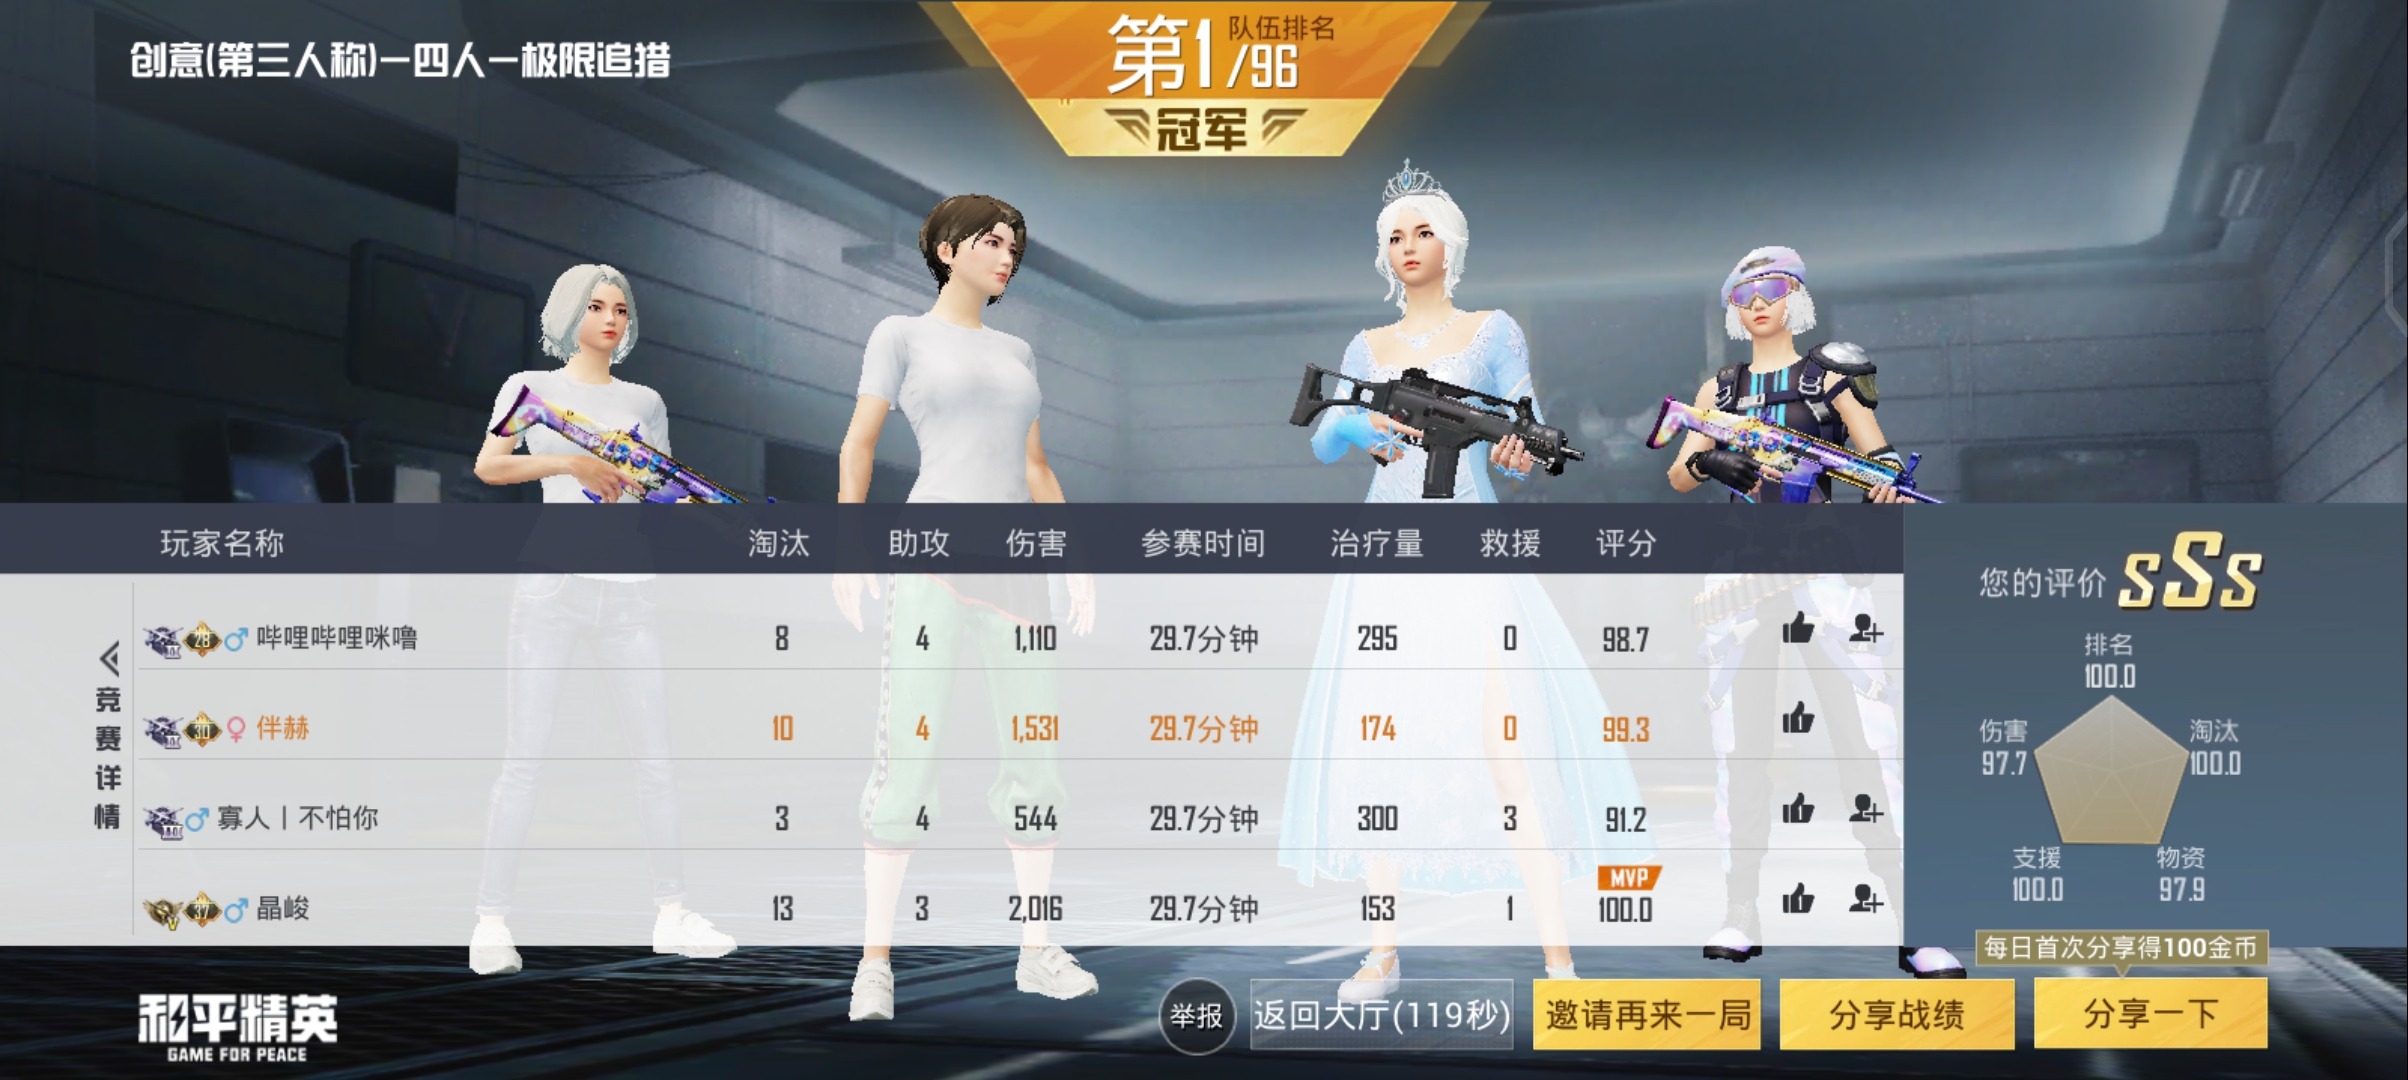 创意(第三人称)-四人-极限追猎
第1/96
队伍排名
冠军
玩家名称 淘汰 助攻 伤害 参赛时间 治疗量 救援 评分
28 哔哩哔哩咪噜 8 4 1,110 29.7分钟 295 0 98.7
30 伴赫 10 4 1,531 29.7分钟 174 0 99.3
寡人丨不怕你 3 4 544 29.7分钟 300 3 91.2
MVP
37 晶峻 13 3 2,016 29.7分钟 153 1 100.0
竞赛详情
您的评价 SSS
排名
100.0
伤害
97.7
淘汰
100.0
支援
100.0
物资
97.9
每日首次分享得100金币
和平精英
GAME FOR PEACE
举报
返回大厅(119秒)
邀请再来一局
分享战绩
分享一下